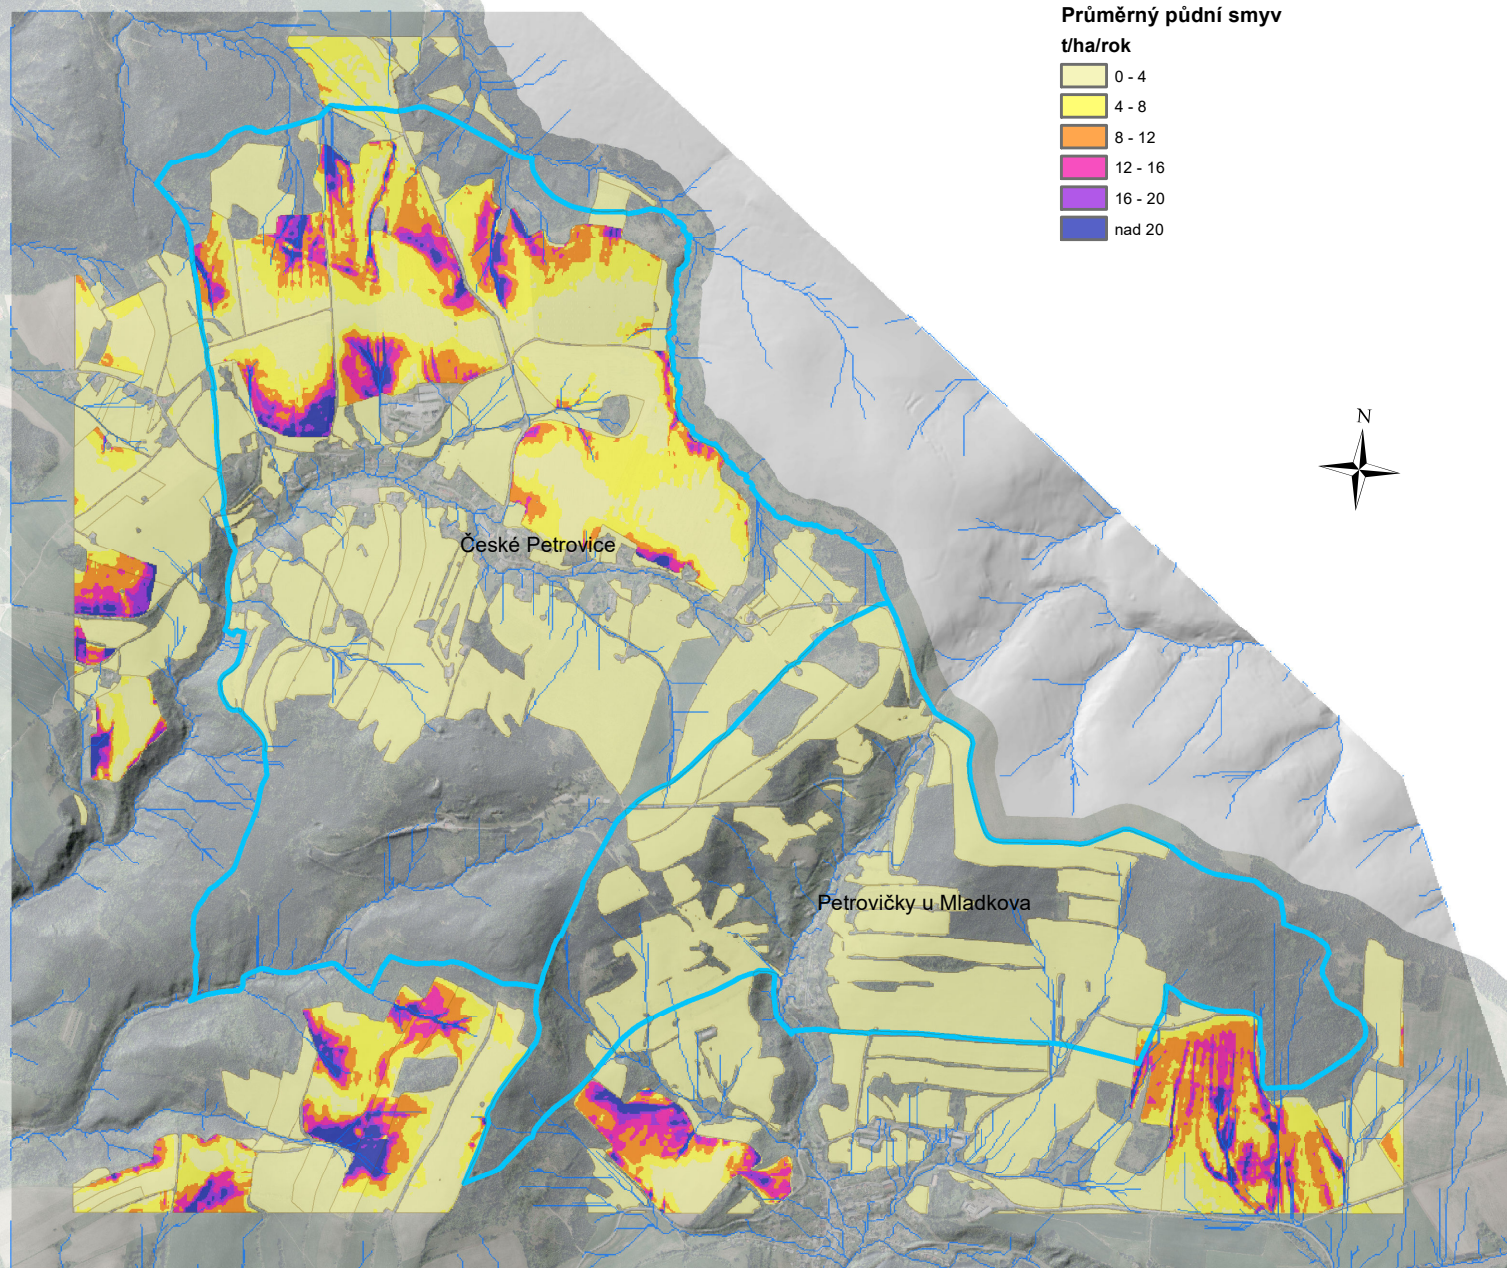 Průměrný půdní smyv
t/ha/rok
0 - 4
4 - 8
8 - 12
12 - 16
16 - 20
nad 20
N
České Petrovice
Petrovičky u Mladkova